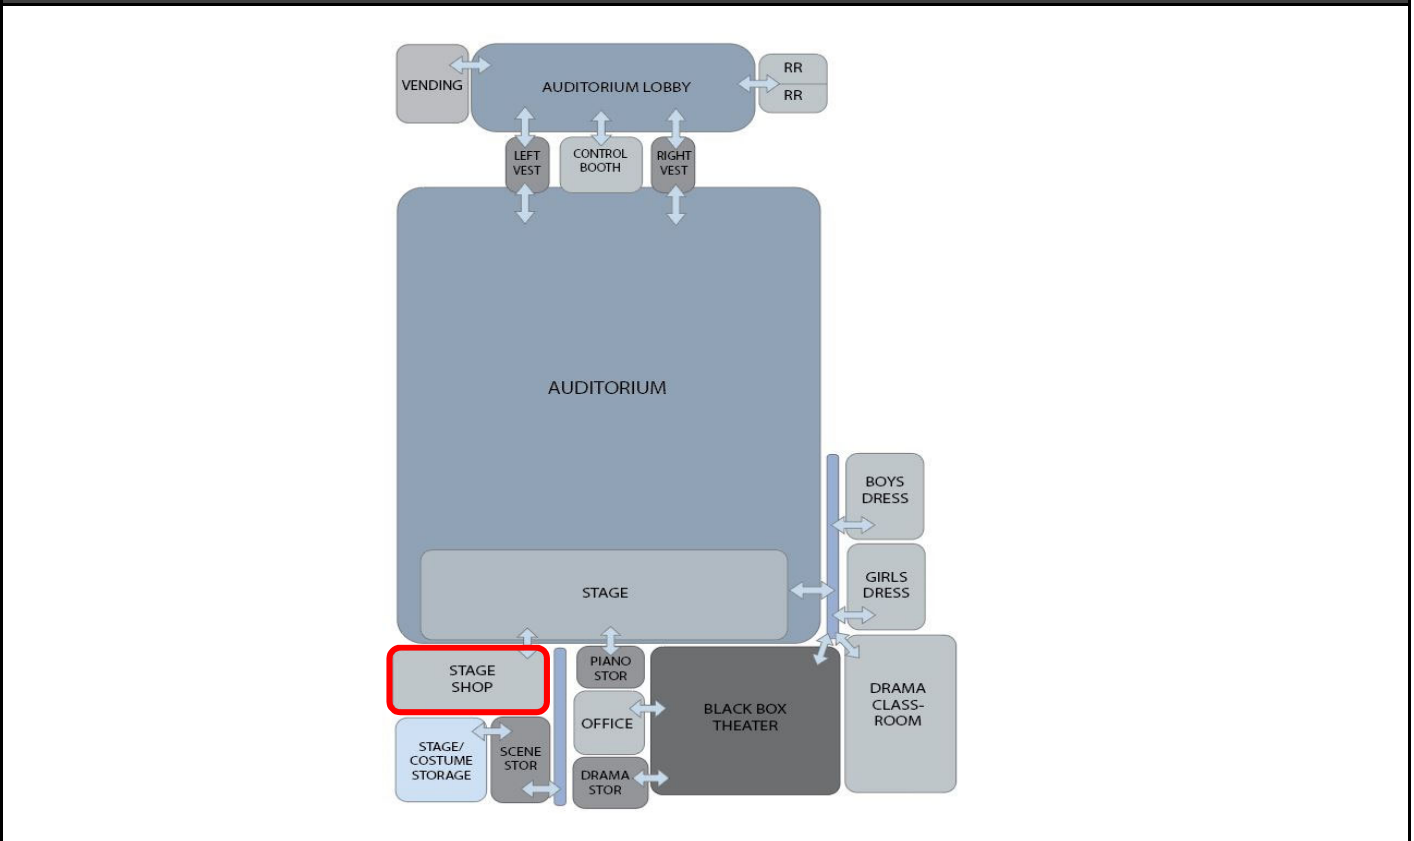 VENDING
AUDITORIUM LOBBY
RR
RR
LEFT
VEST
CONTROL
BOOTH
RIGHT
VEST
AUDITORIUM
BOYS
DRESS
GIRLS
DRESS
STAGE
STAGE
SHOP
PIANO
STOR
OFFICE
BLACK BOX
THEATER
DRAMA
CLASS-
ROOM
STAGE/
COSTUME
STORAGE
SCENE
STOR
DRAMA
STOR